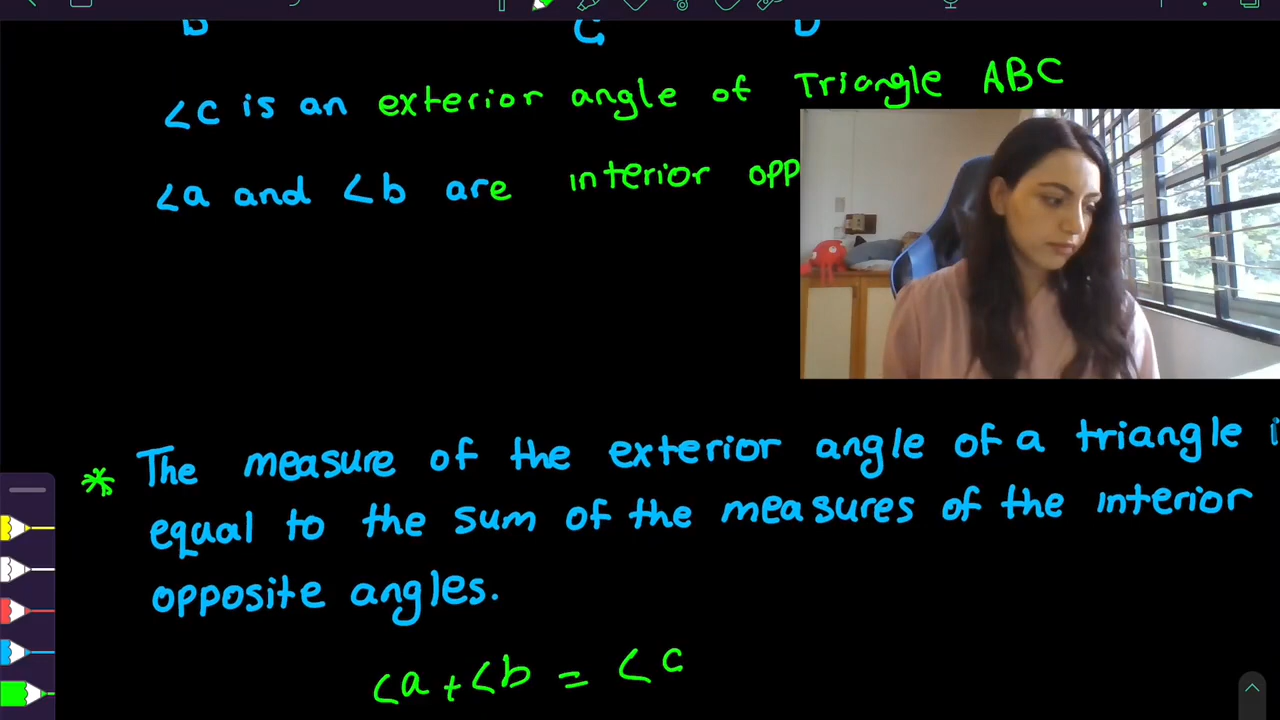 B C D
∠c is an exterior angle of Triangle ABC
∠a and ∠b are interior opp
* The measure of the exterior angle of a triangle i
equal to the sum of the measures of the interior
opposite angles.
∠a + ∠b = ∠c